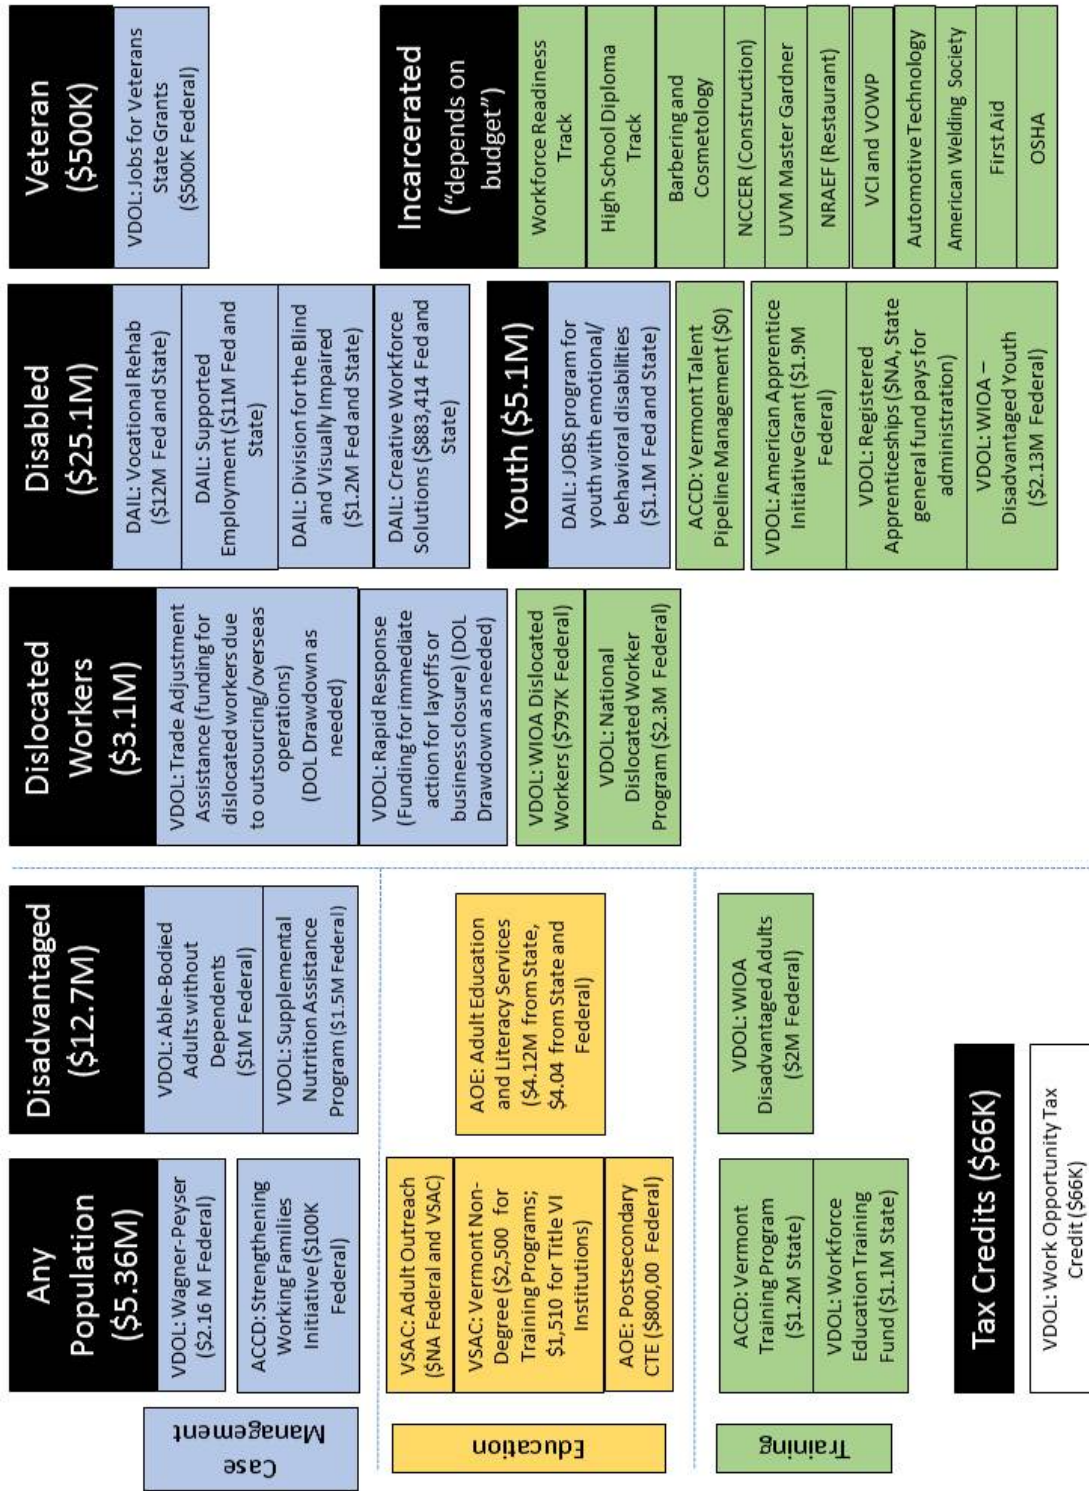 Case
Management
Education
Training
Any
Population
($5.36M)
VDOL: Wagner-Peyser
($2.16 M Federal)
ACCD: Strengthening
Working Families
Initiative ($100K
Federal)
VSAC: Adult Outreach
($NA Federal and VSAC)
VSAC: Vermont Non-
Degree ($2,500 for
Training Programs;
$1,510 for Title VI
Institutions)
AOE: Postsecondary
CTE ($800,00 Federal)
ACCD: Vermont
Training Program
($1.2M State)
VDOL: Workforce
Education Training
Fund ($1.1M State)
Disadvantaged
($12.7M)
VDOL: Able-Bodied
Adults without
Dependents
($1M Federal)
VDOL: Supplemental
Nutrition Assistance
Program ($1.5M Federal)
AOE: Adult Education
and Literacy Services
($4.12M from State,
$4.04 from State and
Federal)
VDOL: WIOA
Disadvantaged Adults
($2M Federal)
Tax Credits ($66K)
VDOL: Work Opportunity Tax
Credit ($66K)
Dislocated
Workers
($3.1M)
VDOL: Trade Adjustment
Assistance (funding for
dislocated workers due
to outsourcing/overseas
operations)
(DOL Drawdown as
needed)
VDOL: Rapid Response
(Funding for immediate
action for layoffs or
business closure) (DOL
Drawdown as needed)
VDOL: WIOA Dislocated
Workers ($797K Federal)
VDOL: National
Dislocated Worker
Program ($2.3M Federal)
Disabled
($25.1M)
DAIL: Vocational Rehab
($12M Fed and State)
DAIL: Supported
Employment ($11M Fed and
State)
DAIL: Division for the Blind
and Visually Impaired
($1.2M Fed and State)
DAIL: Creative Workforce
Solutions ($883,414 Fed and
State)
Youth ($5.1M)
DAIL: JOBS program for
youth with emotional/
behavioral disabilities
($1.1M Fed and State)
ACCD: Vermont Talent
Pipeline Management ($0)
VDOL: American Apprentice
Initiative Grant ($1.9M
Federal)
VDOL: Registered
Apprenticeships ($NA, State
general fund pays for
administration)
VDOL: WIOA –
Disadvantaged Youth
($2.13M Federal)
Veteran
($500K)
VDOL: Jobs for Veterans
State Grants
($500K Federal)
Incarcerated
("depends on
budget")
Workforce Readiness
Track
High School Diploma
Track
Barbering and
Cosmetology
NCCER (Construction)
UVM Master Gardner
NRAEF (Restaurant)
VCI and VOWP
Automotive Technology
American Welding Society
First Aid
OSHA